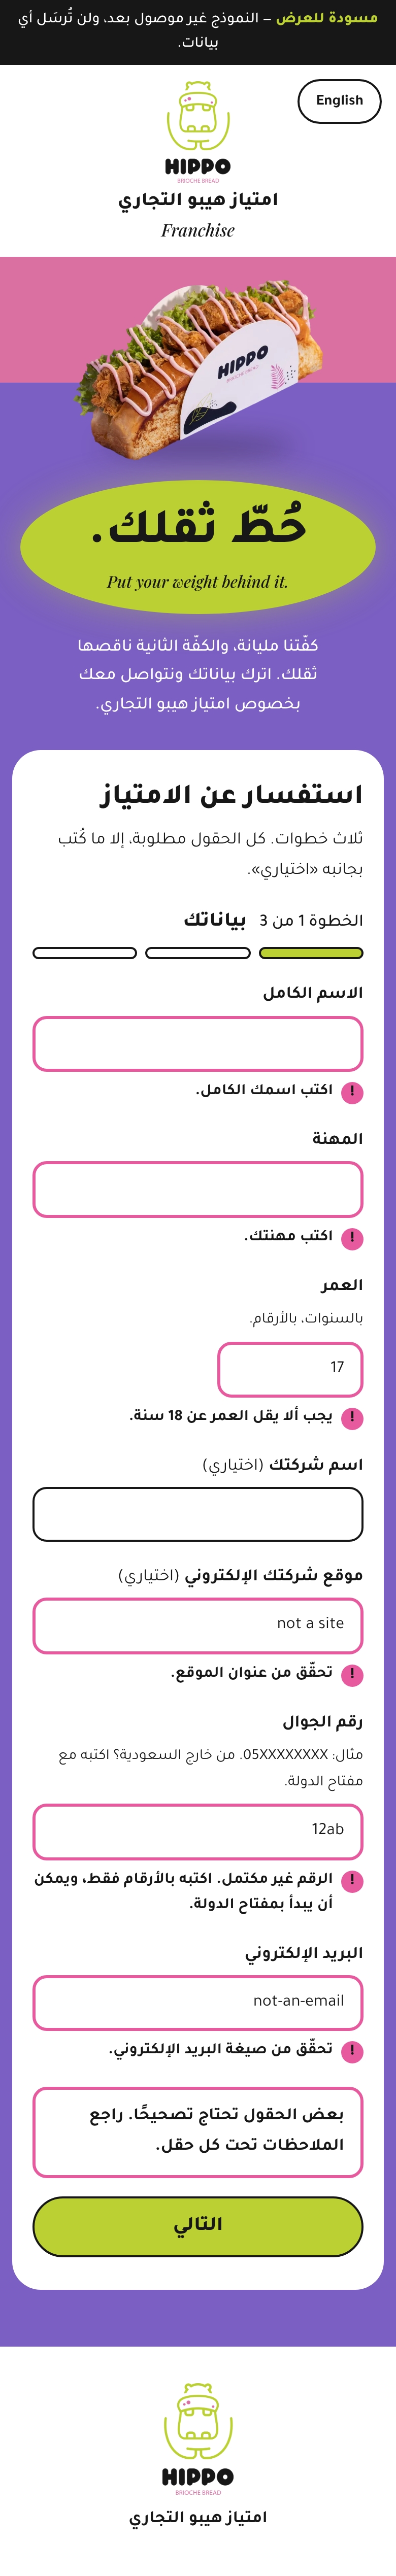 مسودة للعرض – النموذج غير موصول بعد، ولن تُرسَل أي
بيانات.
English
HIPPO
BRIOCHE BREAD
امتياز هيبو التجاري
Franchise
HIPPO
BRIOCHE BREAD
حُطّ ثقلك.
Put your weight behind it.
كفّتنا مليانة، والكفّة الثانية ناقصها
ثقلك. اترك بياناتك ونتواصل معك
بخصوص امتياز هيبو التجاري.
استفسار عن الامتياز
ثلاث خطوات. كل الحقول مطلوبة، إلا ما كُتب
بجانبه «اختياري».
الخطوة 1 من 3 بياناتك
الاسم الكامل
! اكتب اسمك الكامل.
المهنة
! اكتب مهنتك.
العمر
بالسنوات، بالأرقام.
17
! يجب ألا يقل العمر عن 18 سنة.
اسم شركتك (اختياري)
موقع شركتك الإلكتروني (اختياري)
not a site
! تحقّق من عنوان الموقع.
رقم الجوال
مثال: 05XXXXXXXX. من خارج السعودية؟ اكتبه مع
مفتاح الدولة.
12ab
! الرقم غير مكتمل. اكتبه بالأرقام فقط، ويمكن
أن يبدأ بمفتاح الدولة.
البريد الإلكتروني
not-an-email
! تحقّق من صيغة البريد الإلكتروني.
بعض الحقول تحتاج تصحيحًا. راجع
الملاحظات تحت كل حقل.
التالي
HIPPO
BRIOCHE BREAD
امتياز هيبو التجاري